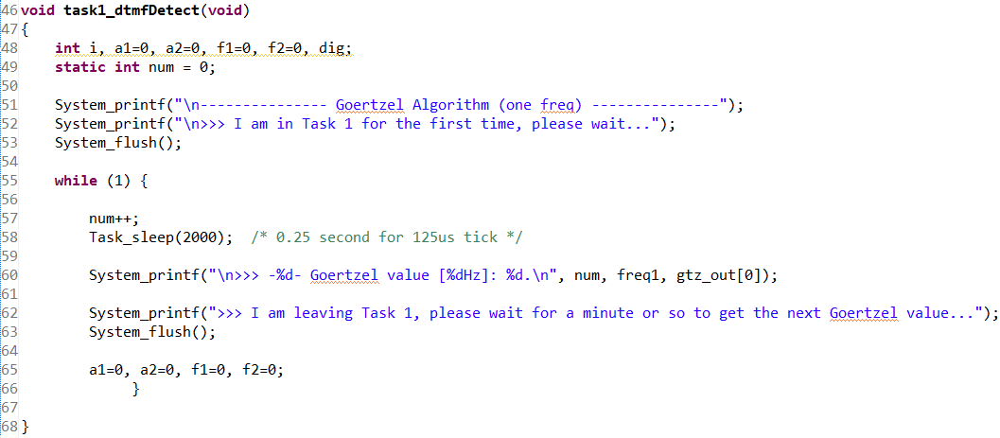 46 void task1_dtmfDetect(void)
47 {
48     int i, a1=0, a2=0, f1=0, f2=0, dig;
49     static int num = 0;
50
51     System_printf("\n--------------- Goertzel Algorithm (one freq) ---------------");
52     System_printf("\n>>> I am in Task 1 for the first time, please wait...");
53     System_flush();
54
55     while (1) {
56
57         num++;
58         Task_sleep(2000);  /* 0.25 second for 125us tick */
59
60         System_printf("\n>>> -%d- Goertzel value [%dHz]: %d.\n", num, freq1, gtz_out[0]);
61
62         System_printf(">>> I am leaving Task 1, please wait for a minute or so to get the next Goertzel value...");
63         System_flush();
64
65         a1=0, a2=0, f1=0, f2=0;
66              }
67
68 }